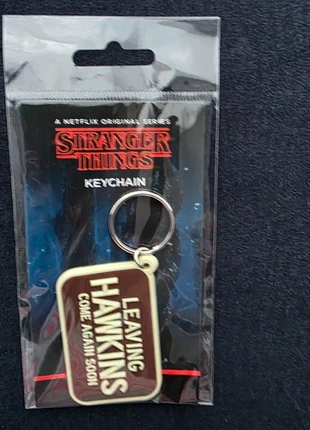 A NETFLIX ORIGINAL SERIES
STRANGER
THINGS
KEYCHAIN
LEAVING
HAWKINS
COME AGAIN SOON